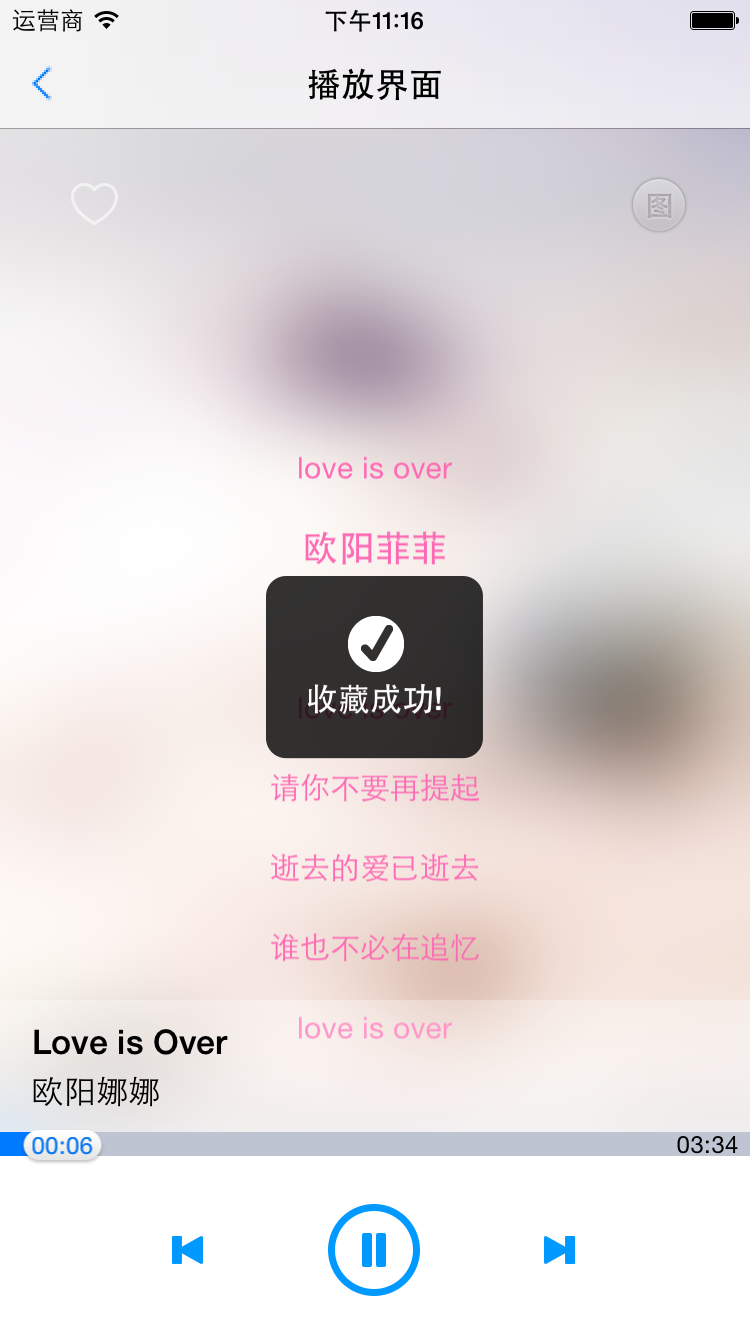 运营商
下午11:16
播放界面
图
love is over
欧阳菲菲
收藏成功!
love is over
请你不要再提起
逝去的爱已逝去
谁也不必在追忆
love is over
Love is Over
欧阳娜娜
00:06
03:34